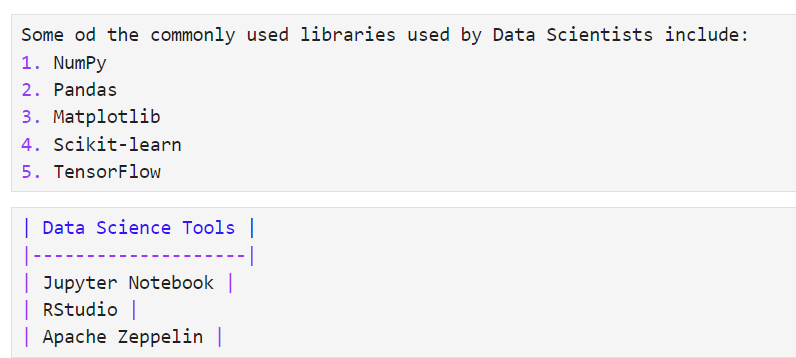 Some od the commonly used libraries used by Data Scientists include:
1. NumPy
2. Pandas
3. Matplotlib
4. Scikit-learn
5. TensorFlow
| Data Science Tools |
|--------------------|
| Jupyter Notebook |
| RStudio |
| Apache Zeppelin |